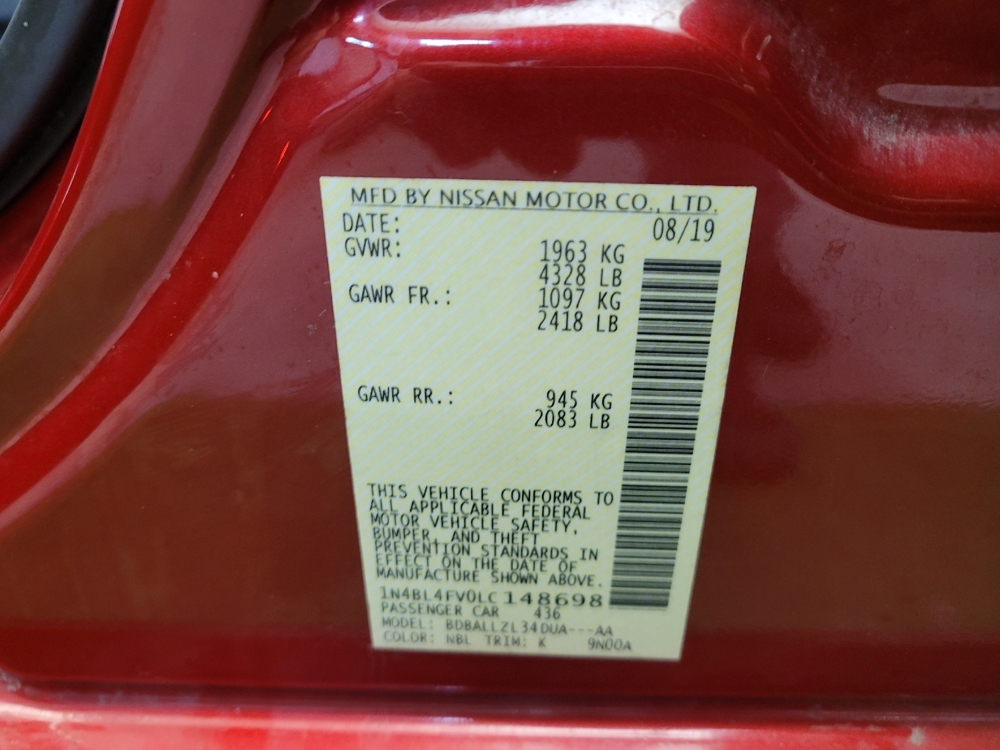 MFD BY NISSAN MOTOR CO., LTD.
DATE: 08/19
GVWR: 1963 KG
4328 LB
GAWR FR.: 1097 KG
2418 LB
GAWR RR.: 945 KG
2083 LB
THIS VEHICLE CONFORMS TO
ALL APPLICABLE FEDERAL
MOTOR VEHICLE SAFETY,
BUMPER, AND THEFT
PREVENTION STANDARDS IN
EFFECT ON THE DATE OF
MANUFACTURE SHOWN ABOVE.
1N4BL4FV0LC148698
PASSENGER CAR 436
MODEL: BDBALLZL34DUA---AA
COLOR: NBL TRIM: K 9N00A